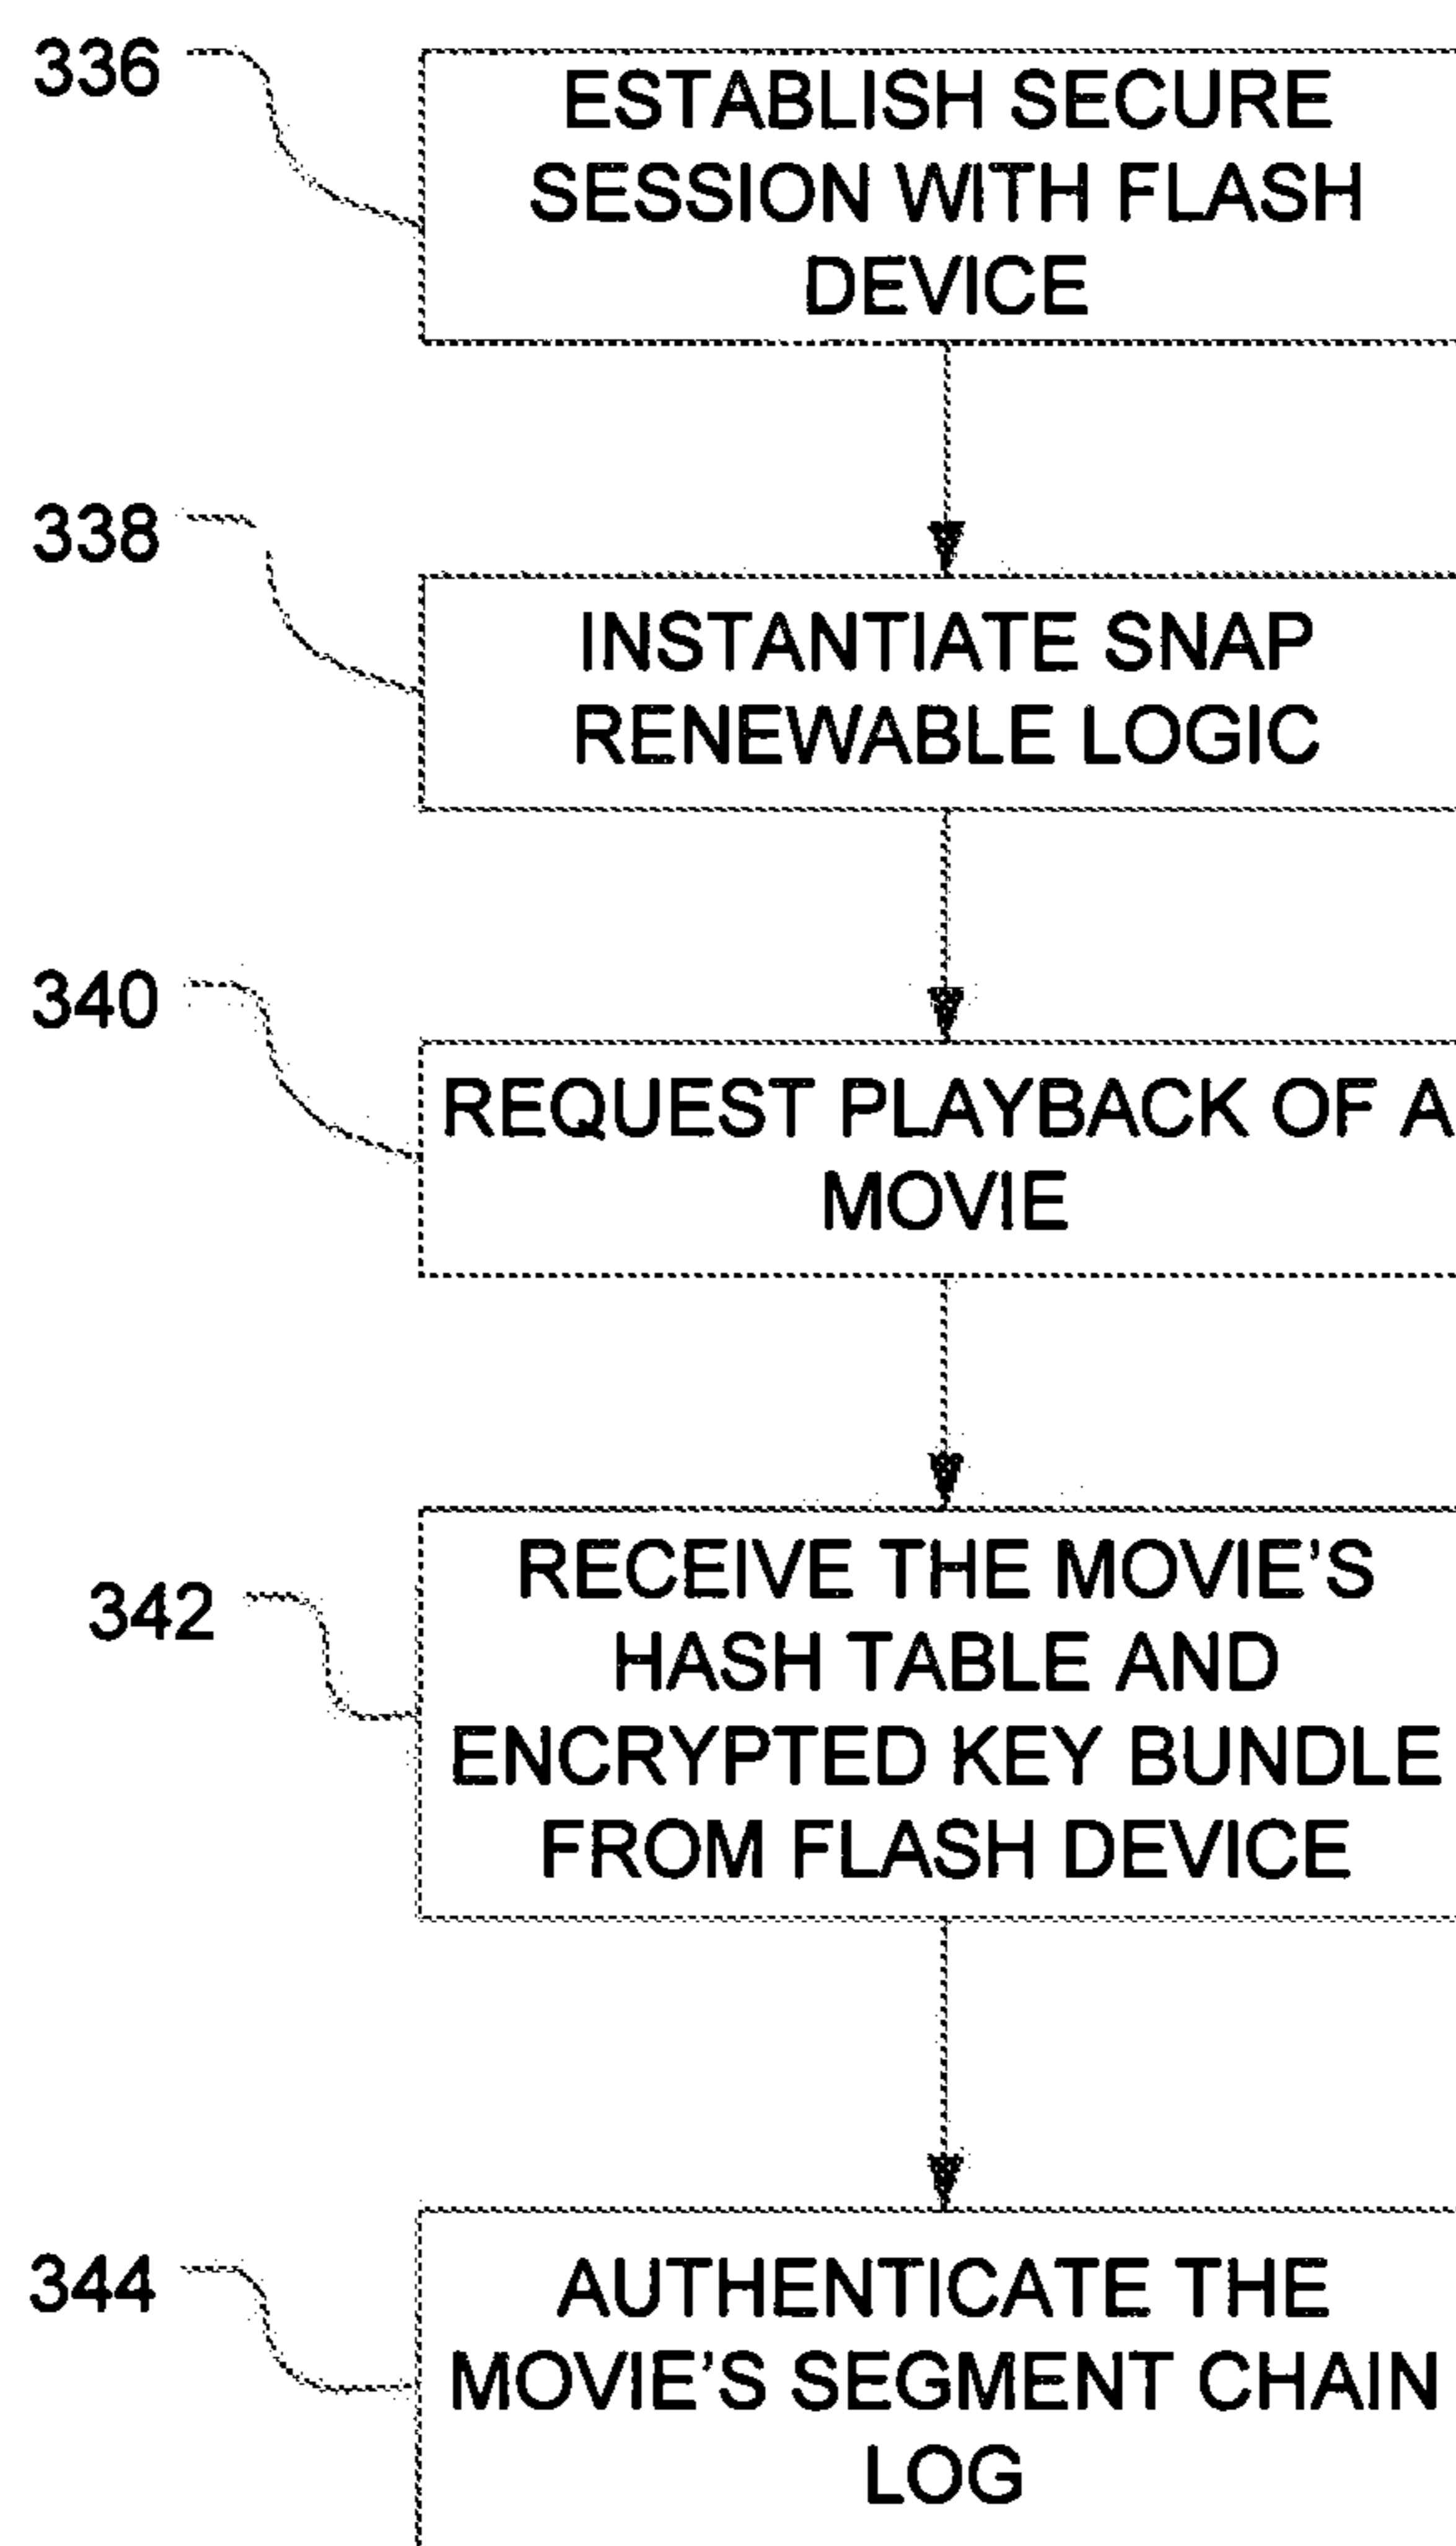 336
ESTABLISH SECURE
SESSION WITH FLASH
DEVICE
338
INSTANTIATE SNAP
RENEWABLE LOGIC
340
REQUEST PLAYBACK OF A
MOVIE
342
RECEIVE THE MOVIE'S
HASH TABLE AND
ENCRYPTED KEY BUNDLE
FROM FLASH DEVICE
344
AUTHENTICATE THE
MOVIE'S SEGMENT CHAIN
LOG